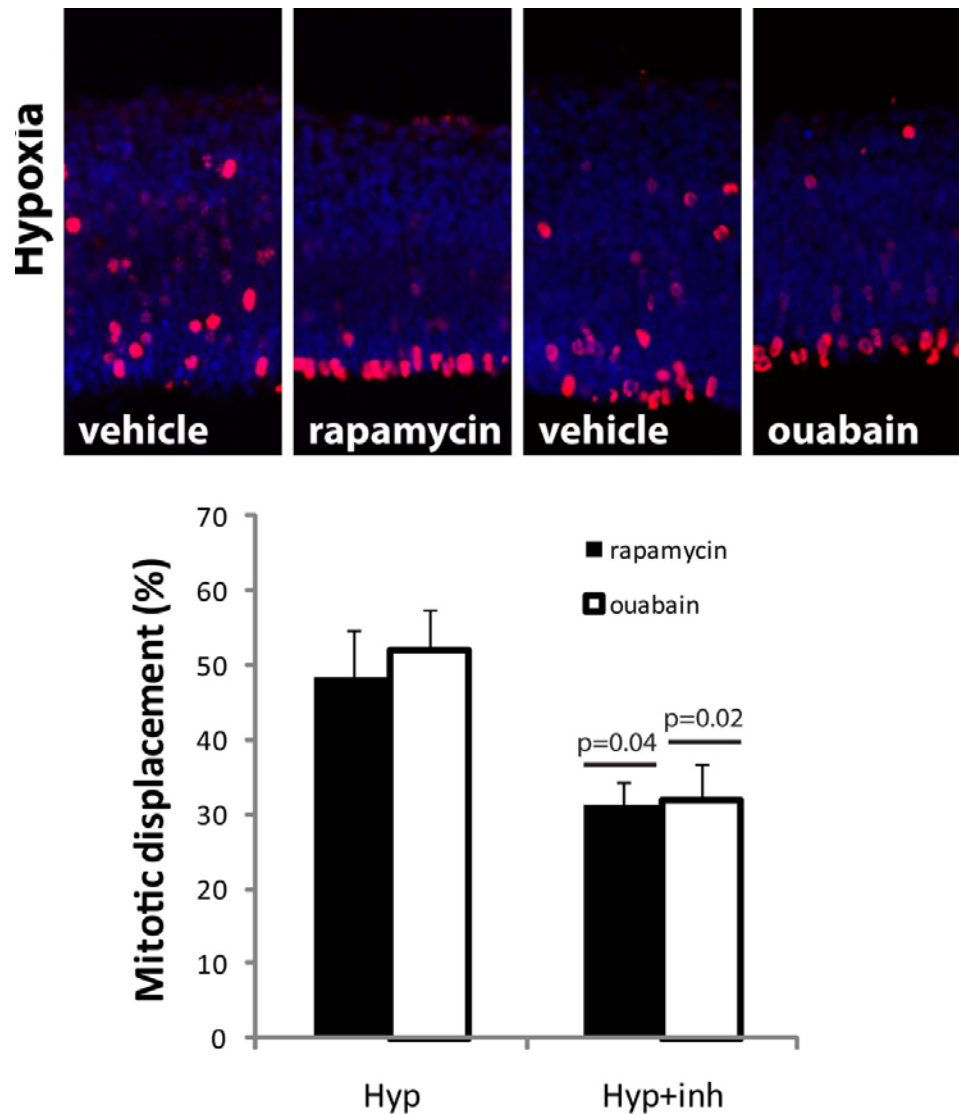 Hypoxia
vehicle
rapamycin
vehicle
ouabain
Mitotic displacement (%)
70
60
50
40
30
20
10
0
rapamycin
ouabain
p=0.04
p=0.02
Hyp
Hyp+inh